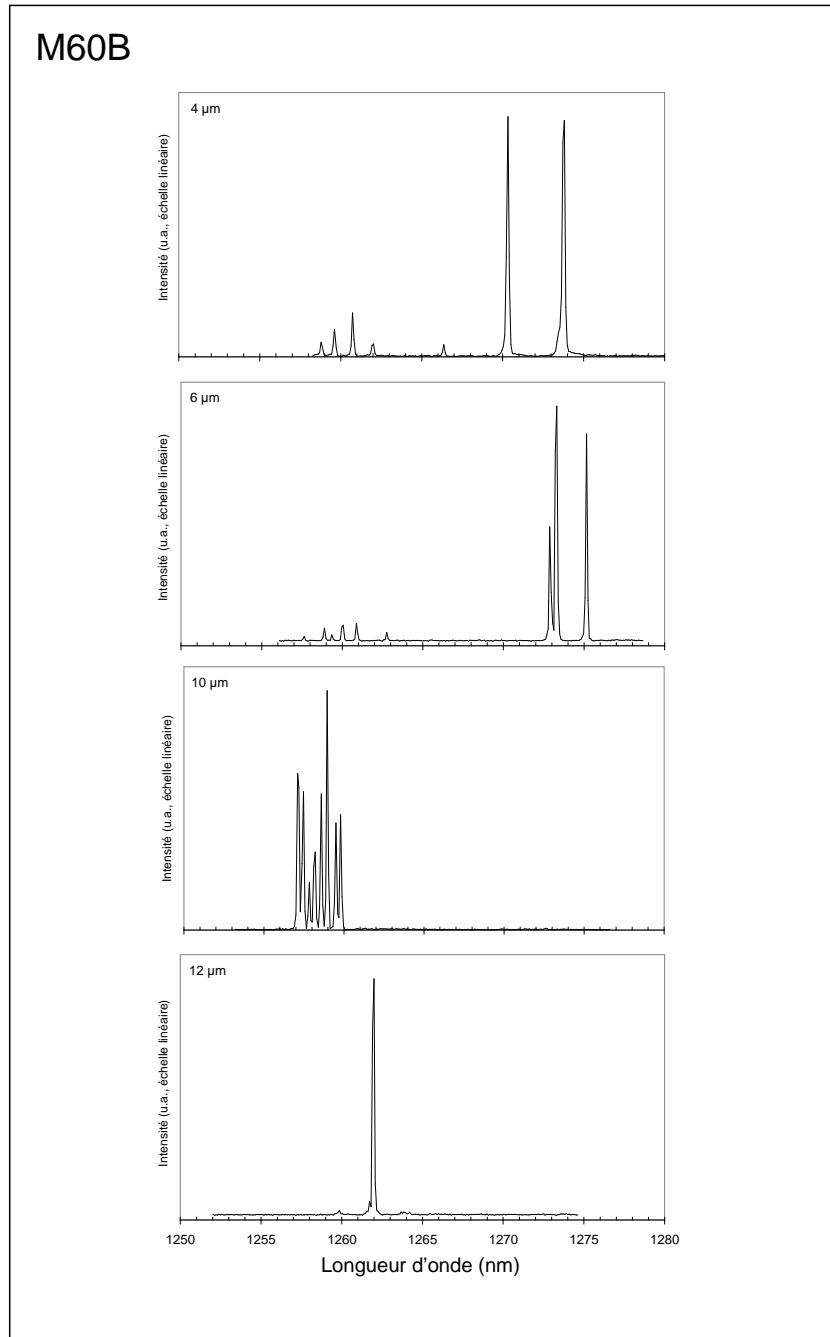 M60B
4 µm
Intensité (u.a., échelle linéaire)
6 µm
Intensité (u.a., échelle linéaire)
10 µm
Intensité (u.a., échelle linéaire)
12 µm
Intensité (u.a., échelle linéaire)
1250 1255 1260 1265 1270 1275 1280
Longueur d'onde (nm)